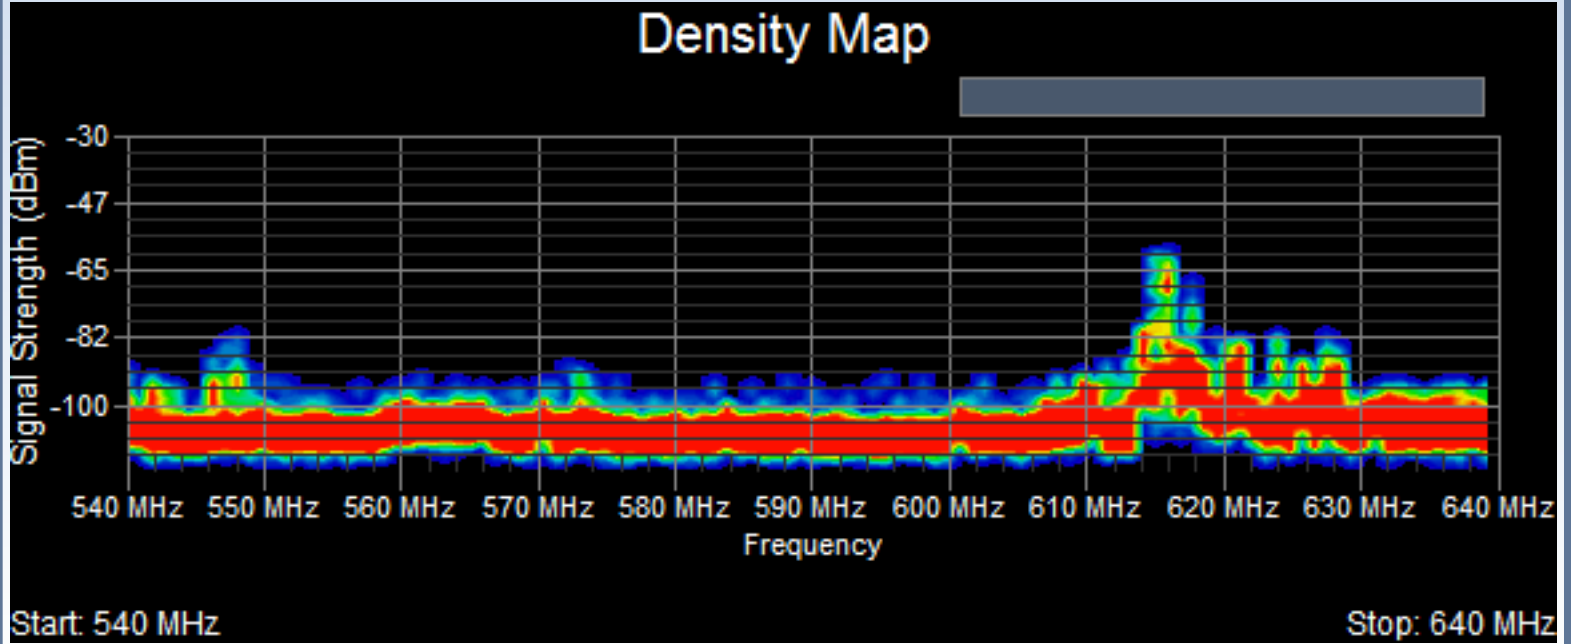 Density Map
-30
-47
-65
-82
-100
Signal Strength (dBm)
540 MHz 550 MHz 560 MHz 570 MHz 580 MHz 590 MHz 600 MHz 610 MHz 620 MHz 630 MHz 640 MHz
Frequency
Start: 540 MHz Stop: 640 MHz